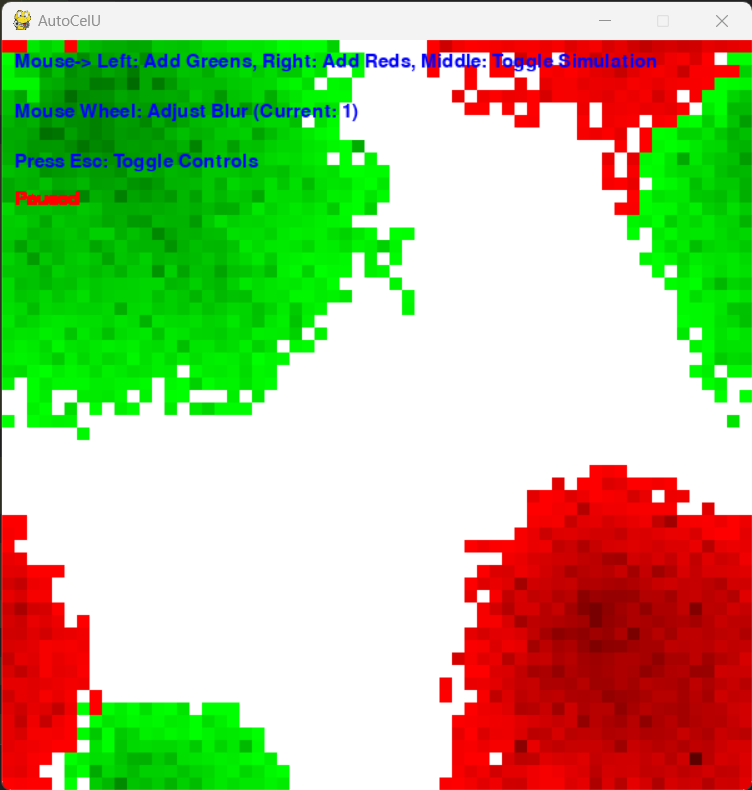 AutoCelU
Mouse-> Left: Add Greens, Right: Add Reds, Middle: Toggle Simulation
Mouse Wheel: Adjust Blur (Current: 1)
Press Esc: Toggle Controls
Paused